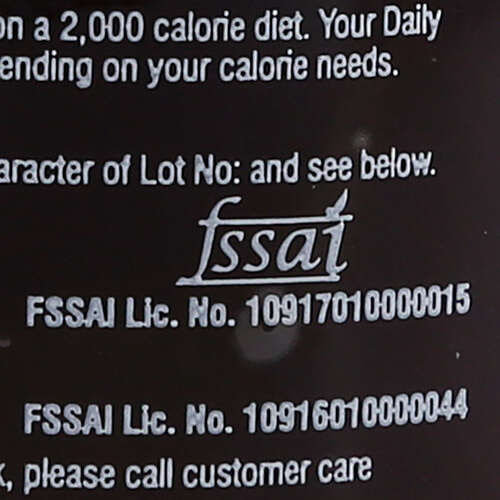 on a 2,000 calorie diet. Your Daily
ending on your calorie needs.
aracter of Lot No: and see below.
fssai
FSSAI Lic. No. 10917010000015
FSSAI Lic. No. 10916010000044
, please call customer care